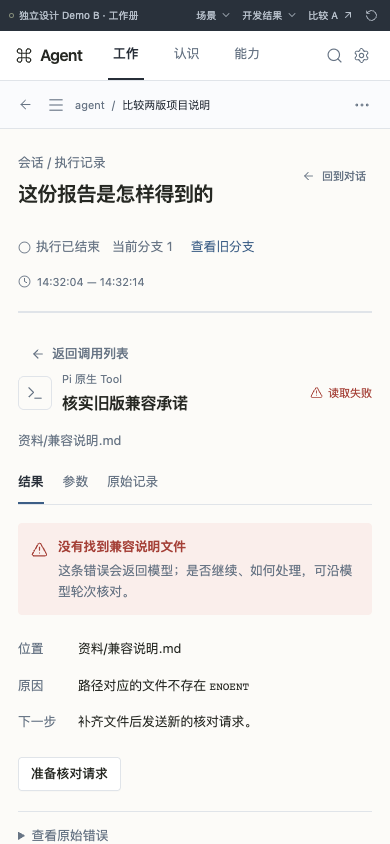 独立设计 Demo B · 工作册 场景 开发结果 比较 A
Agent 工作 认识 能力
agent / 比较两版项目说明
会话 / 执行记录
回到对话
这份报告是怎样得到的
执行已结束 当前分支 1 查看旧分支
14:32:04 — 14:32:14
返回调用列表
Pi 原生 Tool
核实旧版兼容承诺
读取失败
资料/兼容说明.md
结果 参数 原始记录
没有找到兼容说明文件
这条错误会返回模型；是否继续、如何处理，可沿模
型轮次核对。
位置 资料/兼容说明.md
原因 路径对应的文件不存在 ENOENT
下一步 补齐文件后发送新的核对请求。
准备核对请求
查看原始错误